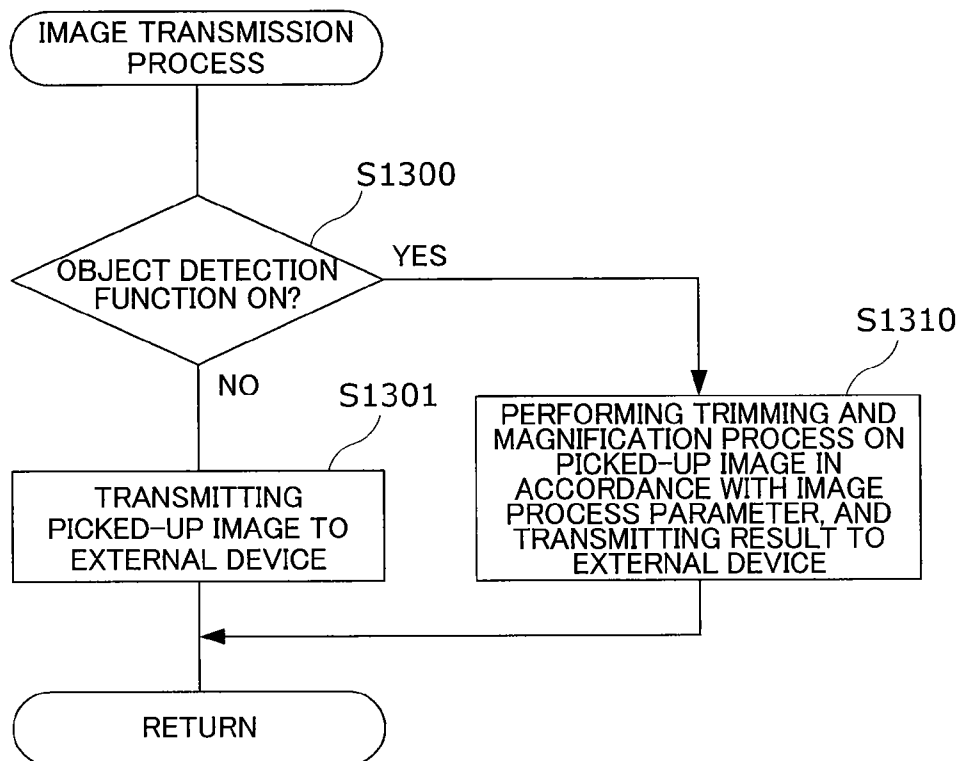 IMAGE TRANSMISSION
PROCESS
S1300
OBJECT DETECTION
FUNCTION ON?
YES
NO
S1301
TRANSMITTING
PICKED-UP IMAGE TO
EXTERNAL DEVICE
S1310
PERFORMING TRIMMING AND
MAGNIFICATION PROCESS ON
PICKED-UP IMAGE IN
ACCORDANCE WITH IMAGE
PROCESS PARAMETER, AND
TRANSMITTING RESULT TO
EXTERNAL DEVICE
RETURN